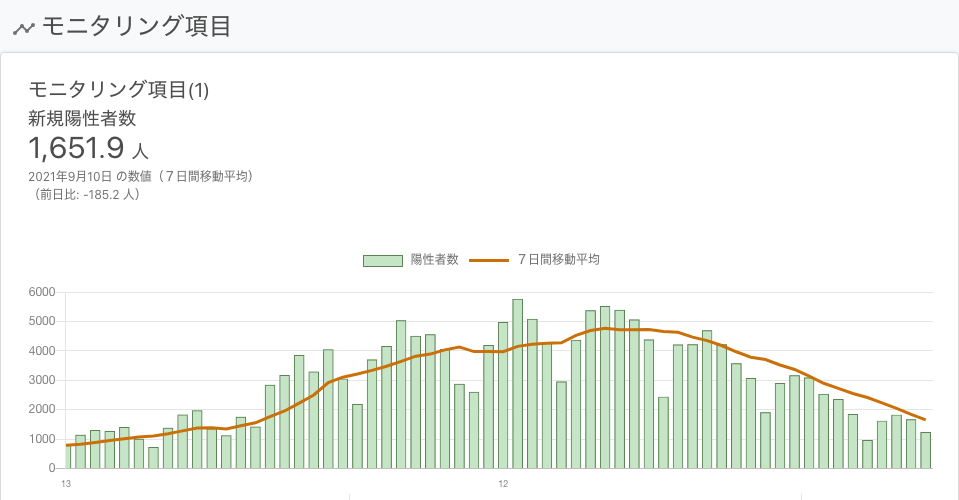 モニタリング項目
モニタリング項目(1)
新規陽性者数
1,651.9 人
2021年9月10日 の数値（７日間移動平均）
（前日比: -185.2 人）
陽性者数 ７日間移動平均
6000
5000
4000
3000
2000
1000
0
13 12